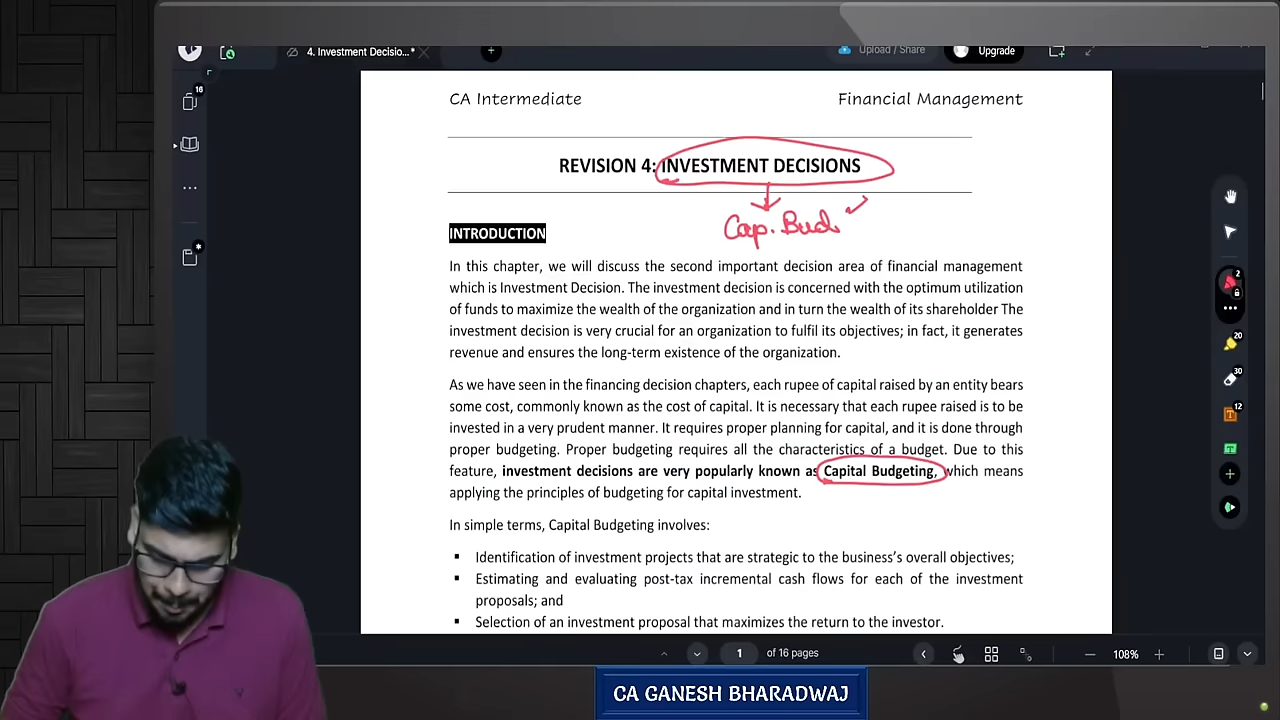 4. Investment Decisio...*
Upload / Share
Upgrade
16
CA Intermediate
Financial Management
REVISION 4: INVESTMENT DECISIONS
Cap. Bud.
INTRODUCTION
In this chapter, we will discuss the second important decision area of financial management
which is Investment Decision. The investment decision is concerned with the optimum utilization
of funds to maximize the wealth of the organization and in turn the wealth of its shareholder The
investment decision is very crucial for an organization to fulfil its objectives; in fact, it generates
revenue and ensures the long-term existence of the organization.
As we have seen in the financing decision chapters, each rupee of capital raised by an entity bears
some cost, commonly known as the cost of capital. It is necessary that each rupee raised is to be
invested in a very prudent manner. It requires proper planning for capital, and it is done through
proper budgeting. Proper budgeting requires all the characteristics of a budget. Due to this
feature, investment decisions are very popularly known as Capital Budgeting, which means
applying the principles of budgeting for capital investment.
In simple terms, Capital Budgeting involves:
▪ Identification of investment projects that are strategic to the business's overall objectives;
▪ Estimating and evaluating post-tax incremental cash flows for each of the investment
proposals; and
▪ Selection of an investment proposal that maximizes the return to the investor.
2
20
30
12
1 of 16 pages
108%
CA GANESH BHARADWAJ